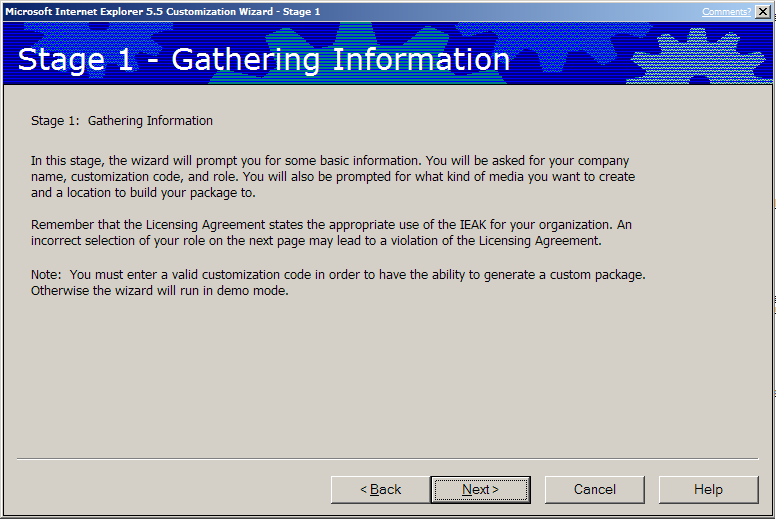 Microsoft Internet Explorer 5.5 Customization Wizard - Stage 1
Comments?
Stage 1 - Gathering Information
Stage 1:  Gathering Information
In this stage, the wizard will prompt you for some basic information. You will be asked for your company
name, customization code, and role. You will also be prompted for what kind of media you want to create
and a location to build your package to.
Remember that the Licensing Agreement states the appropriate use of the IEAK for your organization. An
incorrect selection of your role on the next page may lead to a violation of the Licensing Agreement.
Note:  You must enter a valid customization code in order to have the ability to generate a custom package.
Otherwise the wizard will run in demo mode.
< Back
Next >
Cancel
Help